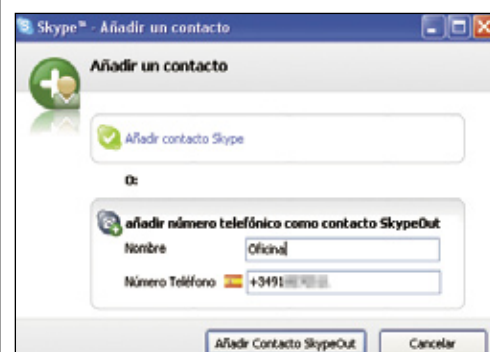 Skype™ - Añadir un contacto
Añadir un contacto
Añadir contacto Skype
O:
añadir número telefónico como contacto SkypeOut
Nombre
Oficina
Número Teléfono
+3491
Añadir Contacto SkypeOut
Cancelar